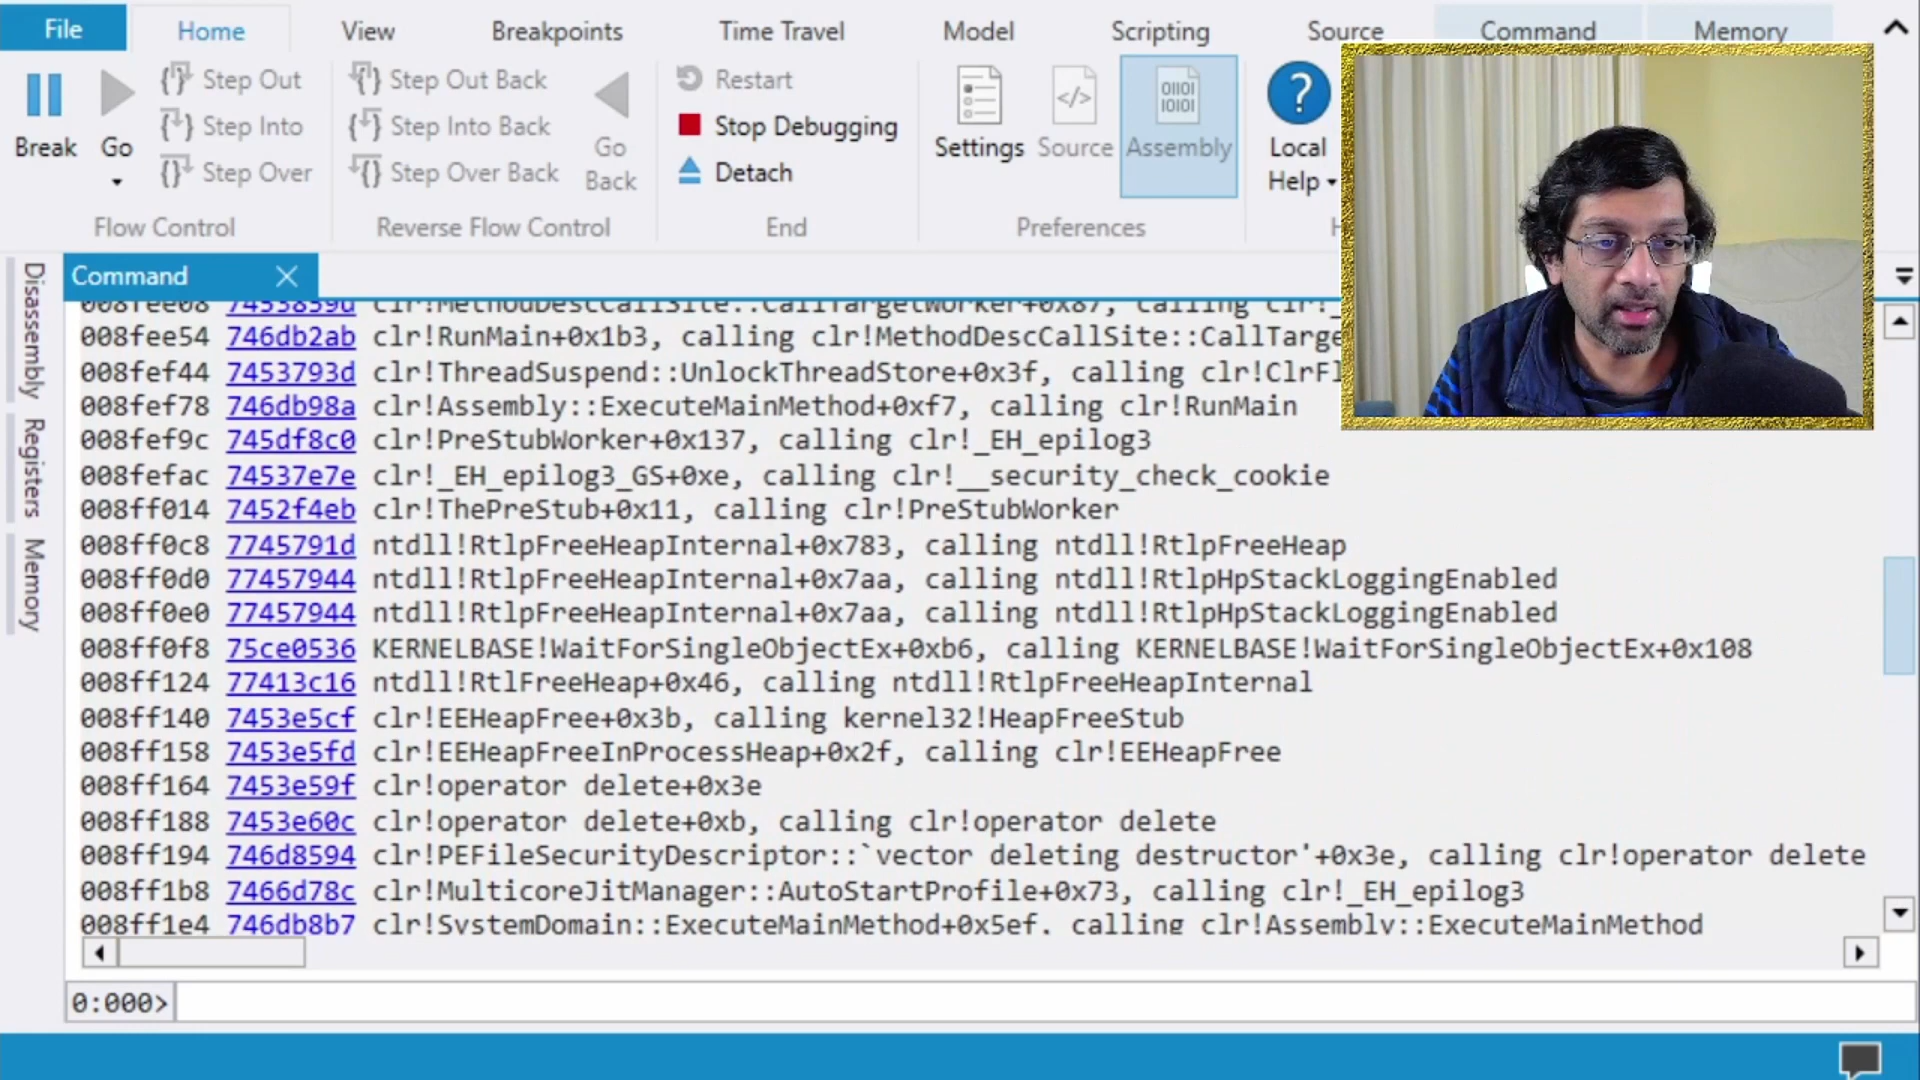 File Home View Breakpoints Time Travel Model Scripting Source Command Memory
Break
Go
Step Out
Step Into
Step Over
Flow Control
Step Out Back
Step Into Back
Step Over Back
Go Back
Reverse Flow Control
Restart
Stop Debugging
Detach
End
Settings
Source
Assembly
Preferences
Local Help
Command
Disassembly
Registers
Memory
008fee08 7453859d clr!MethodDescCallSite::CallTargetWorker+0x87, calling clr!_
008fee54 746db2ab clr!RunMain+0x1b3, calling clr!MethodDescCallSite::CallTarge
008fef44 7453793d clr!ThreadSuspend::UnlockThreadStore+0x3f, calling clr!ClrFl
008fef78 746db98a clr!Assembly::ExecuteMainMethod+0xf7, calling clr!RunMain
008fef9c 745df8c0 clr!PreStubWorker+0x137, calling clr!_EH_epilog3
008fefac 74537e7e clr!_EH_epilog3_GS+0xe, calling clr!__security_check_cookie
008ff014 7452f4eb clr!ThePreStub+0x11, calling clr!PreStubWorker
008ff0c8 7745791d ntdll!RtlpFreeHeapInternal+0x783, calling ntdll!RtlpFreeHeap
008ff0d0 77457944 ntdll!RtlpFreeHeapInternal+0x7aa, calling ntdll!RtlpHpStackLoggingEnabled
008ff0e0 77457944 ntdll!RtlpFreeHeapInternal+0x7aa, calling ntdll!RtlpHpStackLoggingEnabled
008ff0f8 75ce0536 KERNELBASE!WaitForSingleObjectEx+0xb6, calling KERNELBASE!WaitForSingleObjectEx+0x108
008ff124 77413c16 ntdll!RtlFreeHeap+0x46, calling ntdll!RtlpFreeHeapInternal
008ff140 7453e5cf clr!EEHeapFree+0x3b, calling kernel32!HeapFreeStub
008ff158 7453e5fd clr!EEHeapFreeInProcessHeap+0x2f, calling clr!EEHeapFree
008ff164 7453e59f clr!operator delete+0x3e
008ff188 7453e60c clr!operator delete+0xb, calling clr!operator delete
008ff194 746d8594 clr!PEFileSecurityDescriptor::`vector deleting destructor'+0x3e, calling clr!operator delete
008ff1b8 7466d78c clr!MulticoreJitManager::AutoStartProfile+0x73, calling clr!_EH_epilog3
008ff1e4 746db8b7 clr!SystemDomain::ExecuteMainMethod+0x5ef, calling clr!Assembly::ExecuteMainMethod
0:000>